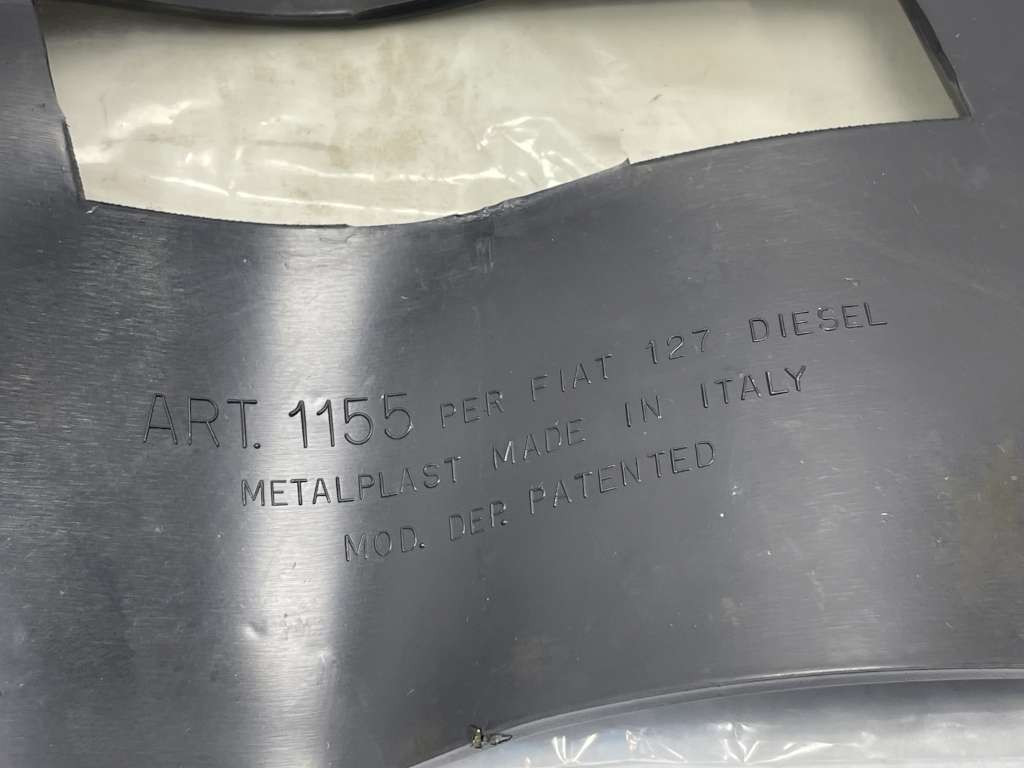 ART. 1155 PER FIAT 127 DIESEL
METALPLAST MADE IN ITALY
MOD. DEP. PATENTED